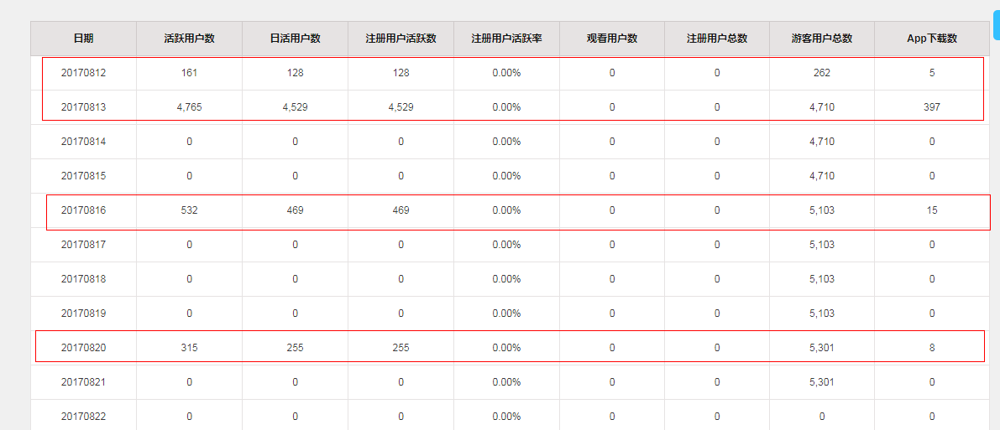 日期 活跃用户数 日活用户数 注册用户活跃数 注册用户活跃率 观看用户数 注册用户总数 游客用户总数 App下载数
20170812 161 128 128 0.00% 0 0 262 5
20170813 4,765 4,529 4,529 0.00% 0 0 4,710 397
20170814 0 0 0 0.00% 0 0 4,710 0
20170815 0 0 0 0.00% 0 0 4,710 0
20170816 532 469 469 0.00% 0 0 5,103 15
20170817 0 0 0 0.00% 0 0 5,103 0
20170818 0 0 0 0.00% 0 0 5,103 0
20170819 0 0 0 0.00% 0 0 5,103 0
20170820 315 255 255 0.00% 0 0 5,301 8
20170821 0 0 0 0.00% 0 0 5,301 0
20170822 0 0 0 0.00% 0 0 0 0